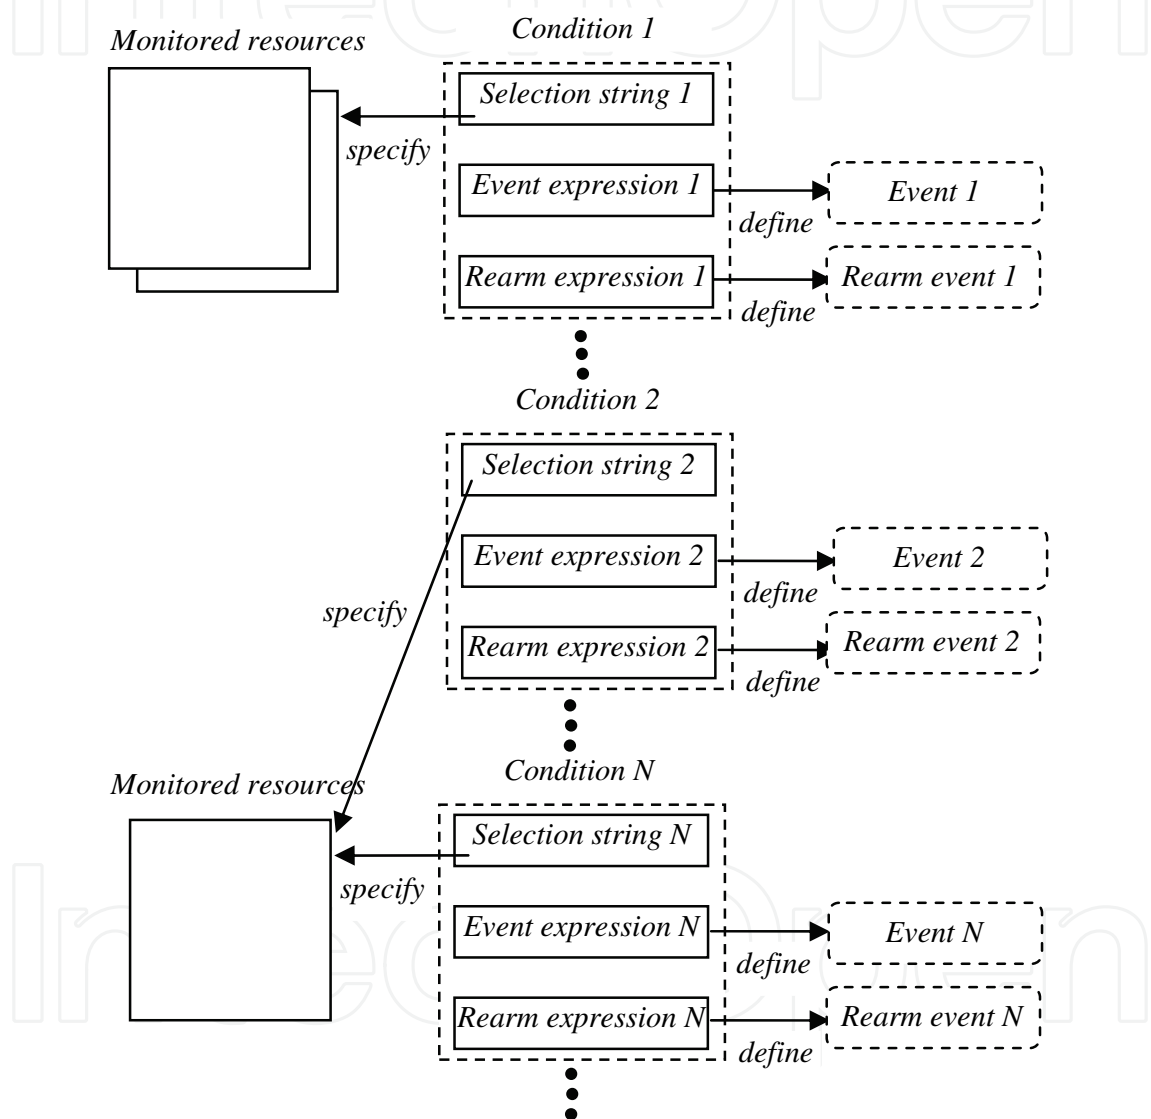 Condition 1
Monitored resources
Selection string 1
specify
Event expression 1
Event 1
define
Rearm expression 1
Rearm event 1
define
Condition 2
Selection string 2
Event expression 2
Event 2
define
specify
Rearm expression 2
Rearm event 2
define
Condition N
Monitored resources
Selection string N
specify
Event expression N
Event N
define
Rearm expression N
Rearm event N
define
IntechOpen
IntechOpen